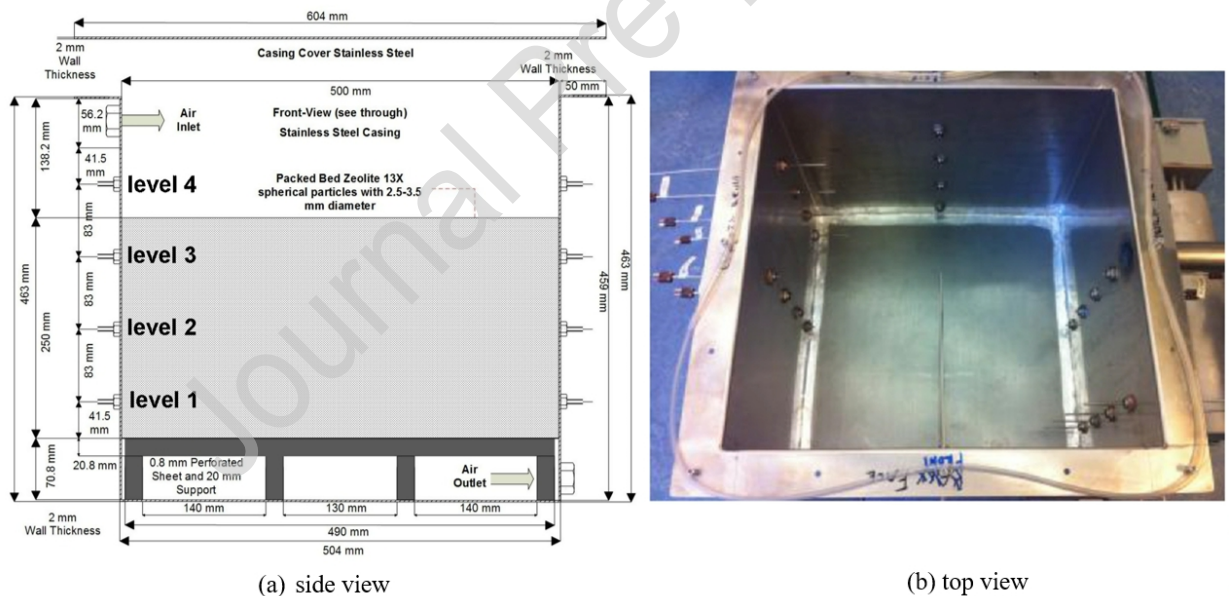 604 mm
2 mm
Wall
Thickness
Casing Cover Stainless Steel
2 mm
Wall Thickness
500 mm
50 mm
56.2
mm
Air
Inlet
Front-View (see through)
Stainless Steel Casing
138.2 mm
41.5
mm
level 4
Packed Bed Zeolite 13X
spherical particles with 2.5-3.5
mm diameter
83 mm
level 3
463 mm
250 mm
83 mm
level 2
459 mm
463 mm
83 mm
level 1
41.5
mm
70.8 mm
20.8 mm
0.8 mm Perforated
Sheet and 20 mm
Support
Air
Outlet
140 mm
130 mm
140 mm
2 mm
Wall Thickness
490 mm
504 mm
Journal Pre
FACE
(a) side view
(b) top view